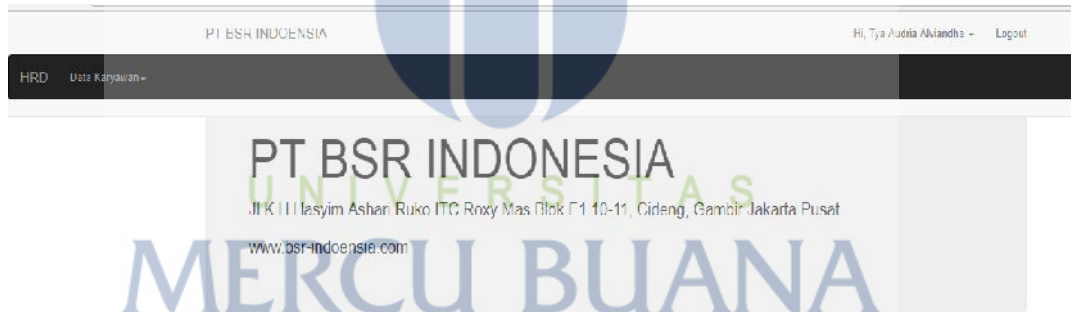 PT BSR INDOENSIA Hi, Tya Audria Alviandha Logout
HRD Data Karyawan
PT BSR INDONESIA
UNIVERSITAS
Jl K H Hasyim Ashari Ruko ITC Roxy Mas Blok E1 10-11, Cideng, Gambir Jakarta Pusat
www.bsr-indoensia.com
MERCU BUANA